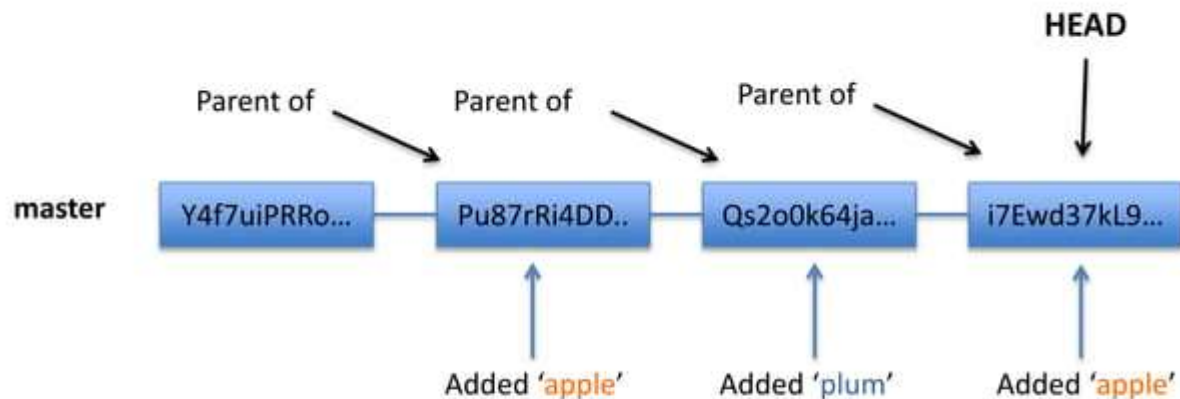 HEAD
Parent of
Parent of
Parent of
master
Y4f7uiPRRo...
Pu87rRi4DD..
Qs2o0k64ja...
i7Ewd37kL9...
Added ‘apple’
Added ‘plum’
Added ‘apple’